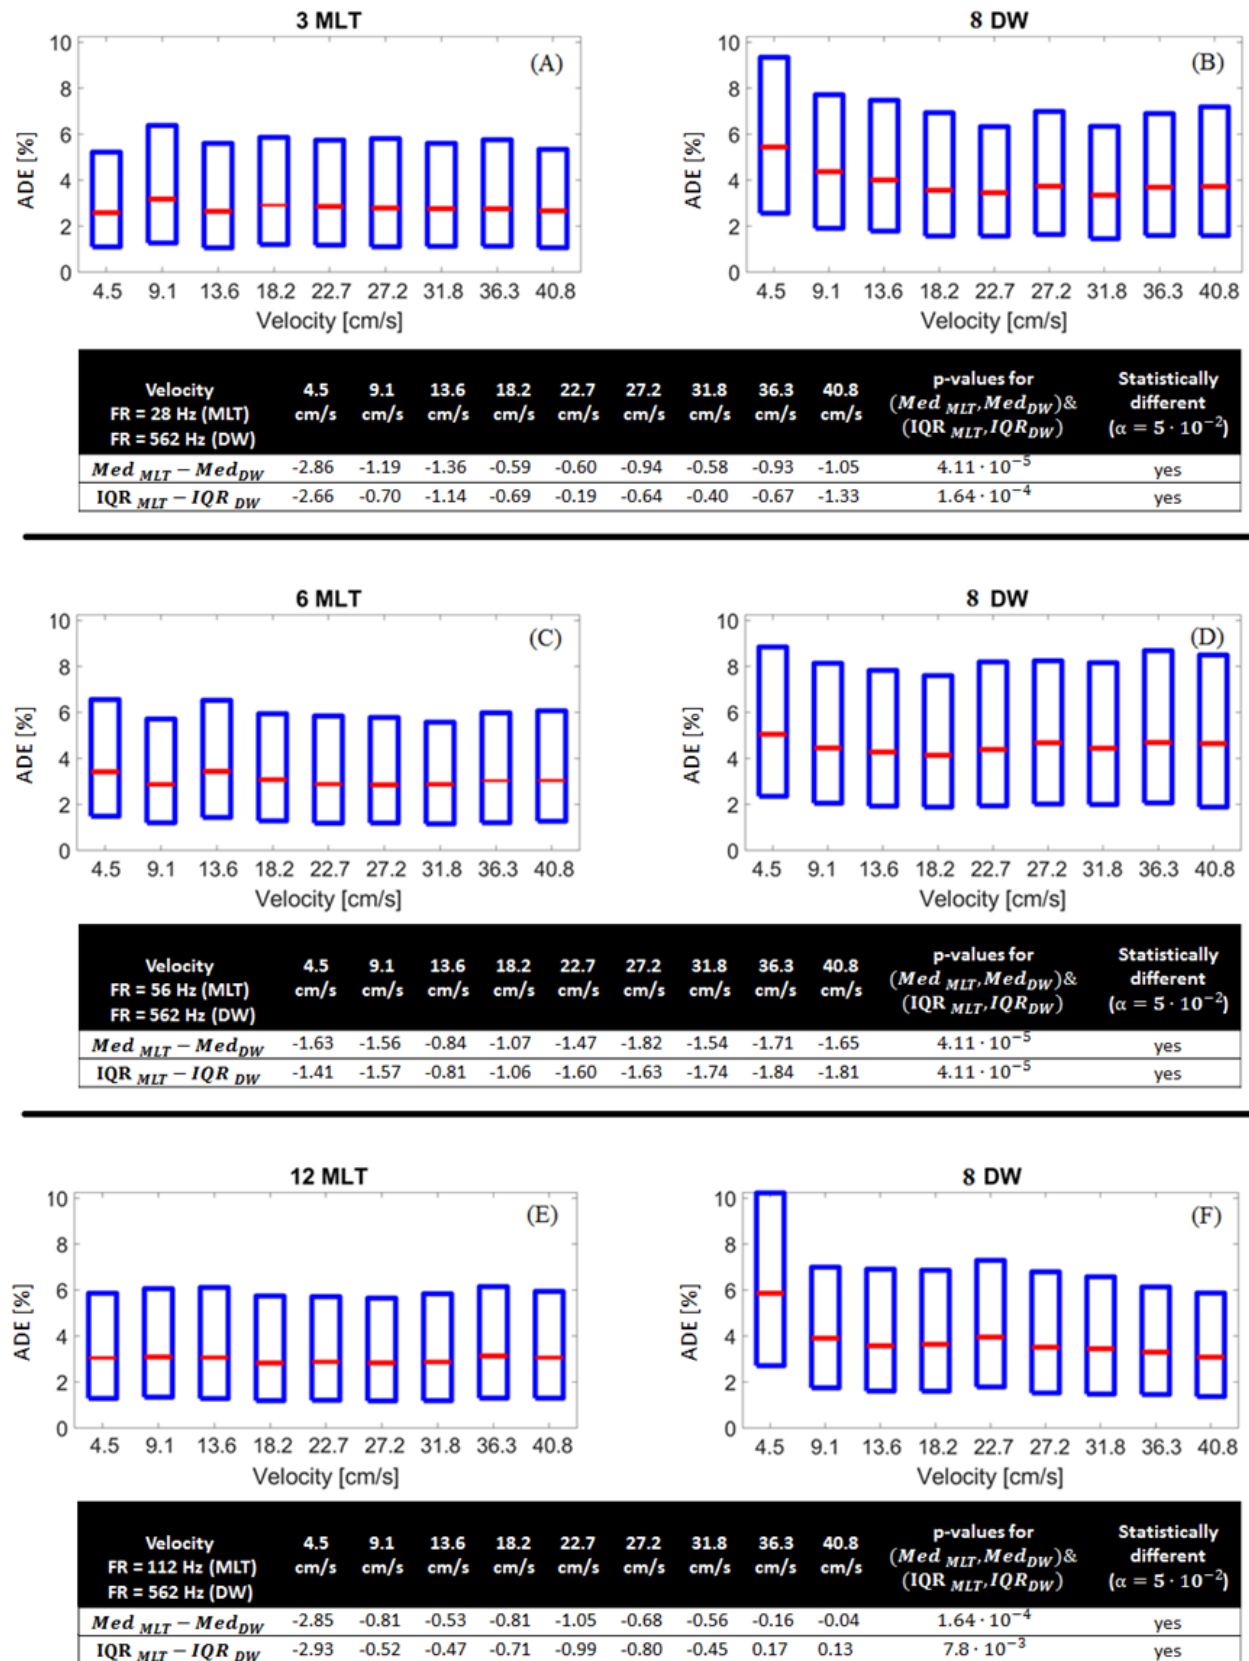 3 MLT
8 DW
10
8
6
4
2
0
ADE [%]
(A)
4.5 9.1 13.6 18.2 22.7 27.2 31.8 36.3 40.8
Velocity [cm/s]
10
8
6
4
2
0
ADE [%]
(B)
4.5 9.1 13.6 18.2 22.7 27.2 31.8 36.3 40.8
Velocity [cm/s]
Velocity
FR = 28 Hz (MLT)
FR = 562 Hz (DW)
4.5 cm/s 9.1 cm/s 13.6 cm/s 18.2 cm/s 22.7 cm/s 27.2 cm/s 31.8 cm/s 36.3 cm/s 40.8 cm/s
p-values for
(Med MLT, Med DW)&
(IQR MLT, IQR DW)
Statistically
different
(α = 5 · 10⁻²)
Med MLT − Med DW -2.86 -1.19 -1.36 -0.59 -0.60 -0.94 -0.58 -0.93 -1.05 4.11 · 10⁻⁵ yes
IQR MLT − IQR DW -2.66 -0.70 -1.14 -0.69 -0.19 -0.64 -0.40 -0.67 -1.33 1.64 · 10⁻⁴ yes
6 MLT
8 DW
10
8
6
4
2
0
ADE [%]
(C)
4.5 9.1 13.6 18.2 22.7 27.2 31.8 36.3 40.8
Velocity [cm/s]
10
8
6
4
2
0
ADE [%]
(D)
4.5 9.1 13.6 18.2 22.7 27.2 31.8 36.3 40.8
Velocity [cm/s]
Velocity
FR = 56 Hz (MLT)
FR = 562 Hz (DW)
4.5 cm/s 9.1 cm/s 13.6 cm/s 18.2 cm/s 22.7 cm/s 27.2 cm/s 31.8 cm/s 36.3 cm/s 40.8 cm/s
p-values for
(Med MLT, Med DW)&
(IQR MLT, IQR DW)
Statistically
different
(α = 5 · 10⁻²)
Med MLT − Med DW -1.63 -1.56 -0.84 -1.07 -1.47 -1.82 -1.54 -1.71 -1.65 4.11 · 10⁻⁵ yes
IQR MLT − IQR DW -1.41 -1.57 -0.81 -1.06 -1.60 -1.63 -1.74 -1.84 -1.81 4.11 · 10⁻⁵ yes
12 MLT
8 DW
10
8
6
4
2
0
ADE [%]
(E)
4.5 9.1 13.6 18.2 22.7 27.2 31.8 36.3 40.8
Velocity [cm/s]
10
8
6
4
2
0
ADE [%]
(F)
4.5 9.1 13.6 18.2 22.7 27.2 31.8 36.3 40.8
Velocity [cm/s]
Velocity
FR = 112 Hz (MLT)
FR = 562 Hz (DW)
4.5 cm/s 9.1 cm/s 13.6 cm/s 18.2 cm/s 22.7 cm/s 27.2 cm/s 31.8 cm/s 36.3 cm/s 40.8 cm/s
p-values for
(Med MLT, Med DW)&
(IQR MLT, IQR DW)
Statistically
different
(α = 5 · 10⁻²)
Med MLT − Med DW -2.85 -0.81 -0.53 -0.81 -1.05 -0.68 -0.56 -0.16 -0.04 1.64 · 10⁻⁴ yes
IQR MLT − IQR DW -2.93 -0.52 -0.47 -0.71 -0.99 -0.80 -0.45 0.17 0.13 7.8 · 10⁻³ yes